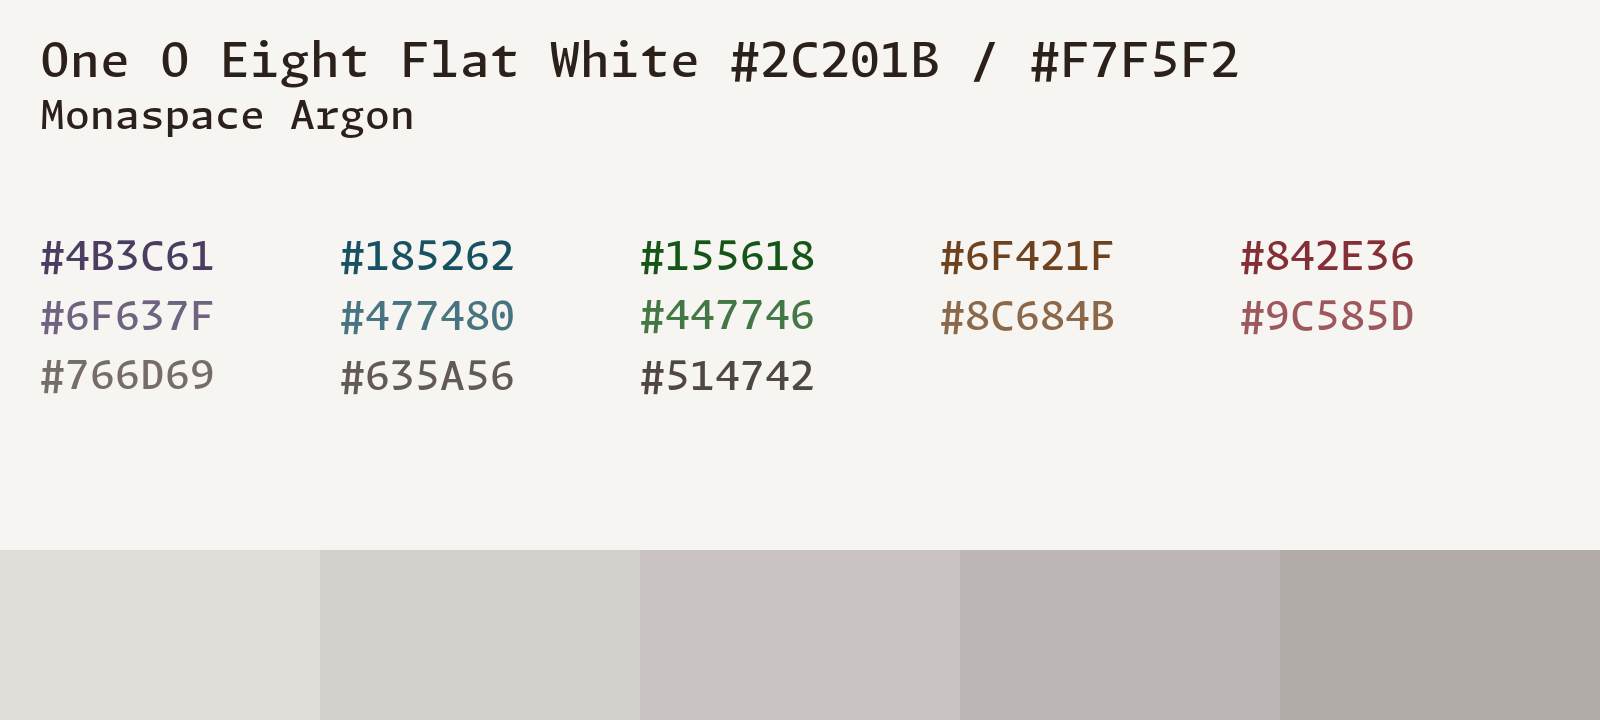 One O Eight Flat White #2C201B / #F7F5F2
Monaspace Argon
#4B3C61 #185262 #155618 #6F421F #842E36
#6F637F #477480 #447746 #8C684B #9C585D
#766D69 #635A56 #514742